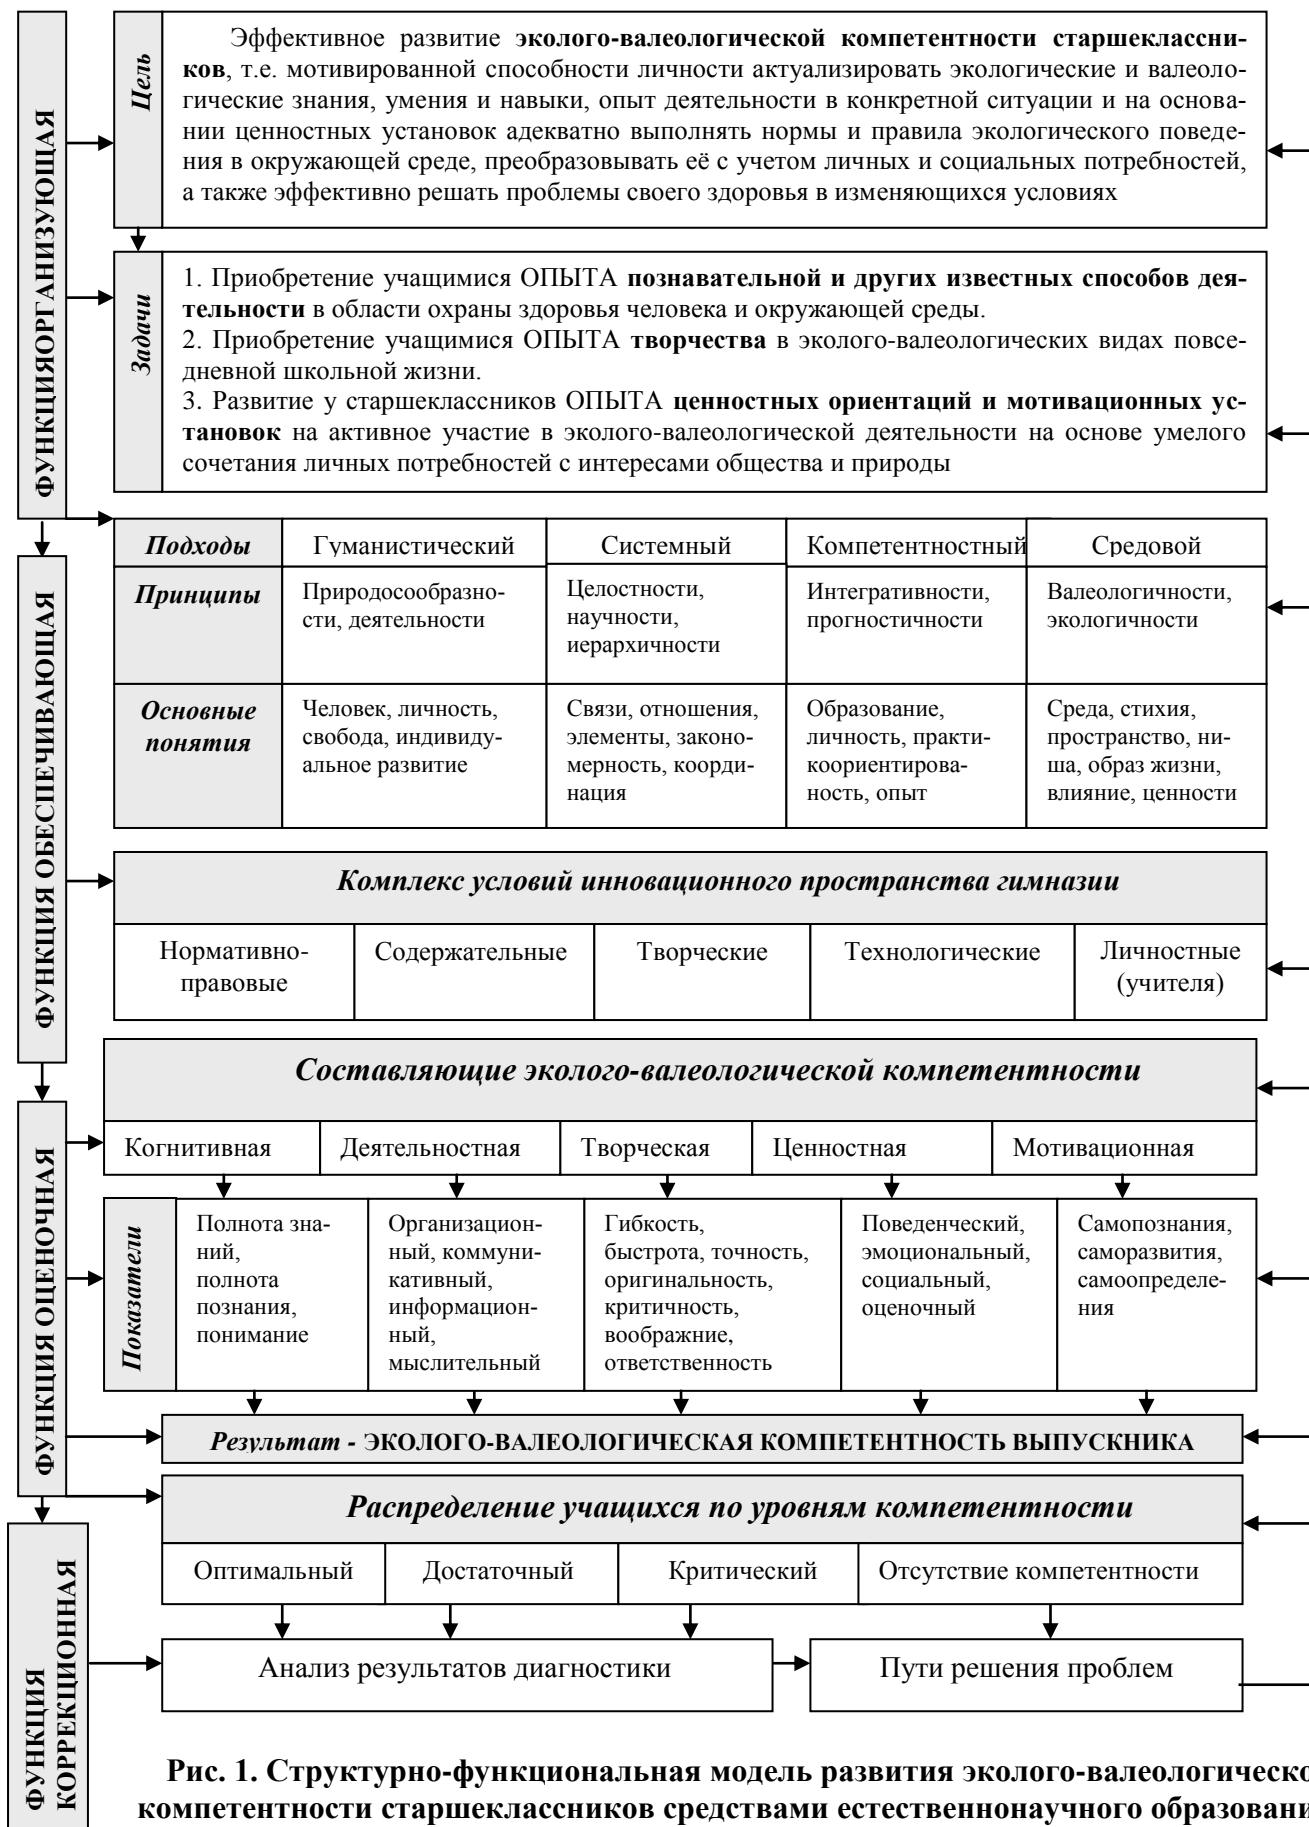 ФУНКЦИЯОРГАНИЗУЮЩАЯ
Цель
Эффективное развитие эколого-валеологической компетентности старшеклассни-
ков, т.е. мотивированной способности личности актуализировать экологические и валеоло-
гические знания, умения и навыки, опыт деятельности в конкретной ситуации и на основа-
нии ценностных установок адекватно выполнять нормы и правила экологического поведе-
ния в окружающей среде, преобразовывать её с учетом личных и социальных потребностей,
а также эффективно решать проблемы своего здоровья в изменяющихся условиях
Задачи
1. Приобретение учащимися ОПЫТА познавательной и других известных способов дея-
тельности в области охраны здоровья человека и окружающей среды.
2. Приобретение учащимися ОПЫТА творчества в эколого-валеологических видах повсе-
дневной школьной жизни.
3. Развитие у старшеклассников ОПЫТА ценностных ориентаций и мотивационных ус-
тановок на активное участие в эколого-валеологической деятельности на основе умелого
сочетания личных потребностей с интересами общества и природы
ФУНКЦИЯ ОБЕСПЕЧИВАЮЩАЯ
Подходы
Гуманистический
Системный
Компетентностный
Средовой
Принципы
Природосообразно-
сти, деятельности
Целостности,
научности,
иерархичности
Интегративности,
прогностичности
Валеологичности,
экологичности
Основные
понятия
Человек, личность,
свобода, индивиду-
альное развитие
Связи, отношения,
элементы, законо-
мерность, коорди-
нация
Образование,
личность, практи-
коориентирова-
ность, опыт
Среда, стихия,
пространство, ни-
ша, образ жизни,
влияние, ценности
Комплекс условий инновационного пространства гимназии
Нормативно-
правовые
Содержательные
Творческие
Технологические
Личностные
(учителя)
ФУНКЦИЯ ОЦЕНОЧНАЯ
Составляющие эколого-валеологической компетентности
Когнитивная
Деятельностная
Творческая
Ценностная
Мотивационная
Показатели
Полнота зна-
ний,
полнота
познания,
понимание
Организацион-
ный, коммуни-
кативный,
информацион-
ный,
мыслительный
Гибкость,
быстрота, точность,
оригинальность,
критичность,
воображние,
ответственность
Поведенческий,
эмоциональный,
социальный,
оценочный
Самопознания,
саморазвития,
самоопределе-
ния
Результат - ЭКОЛОГО-ВАЛЕОЛОГИЧЕСКАЯ КОМПЕТЕНТНОСТЬ ВЫПУСКНИКА
Распределение учащихся по уровням компетентности
Оптимальный
Достаточный
Критический
Отсутствие компетентности
ФУНКЦИЯ
КОРРЕКЦИОННАЯ
Анализ результатов диагностики
Пути решения проблем
Рис. 1. Структурно-функциональная модель развития эколого-валеологическо
компетентности старшеклассников средствами естественнонаучного образовани